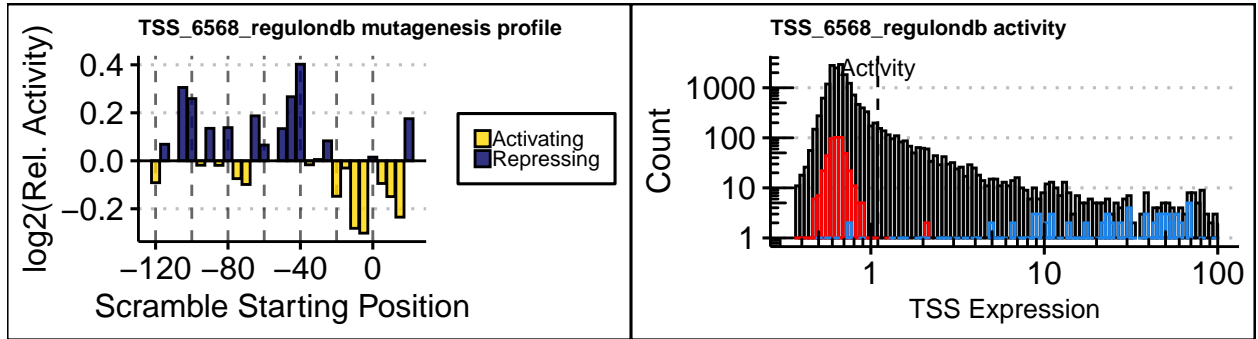 TSS_6568_regulondb mutagenesis profile
log2(Rel. Activity)
0.4
0.2
0.0
−0.2
−120
−80
−40
0
Scramble Starting Position
Activating
Repressing
TSS_6568_regulondb activity
Activity
Count
1000
100
10
1
1
10
100
TSS Expression